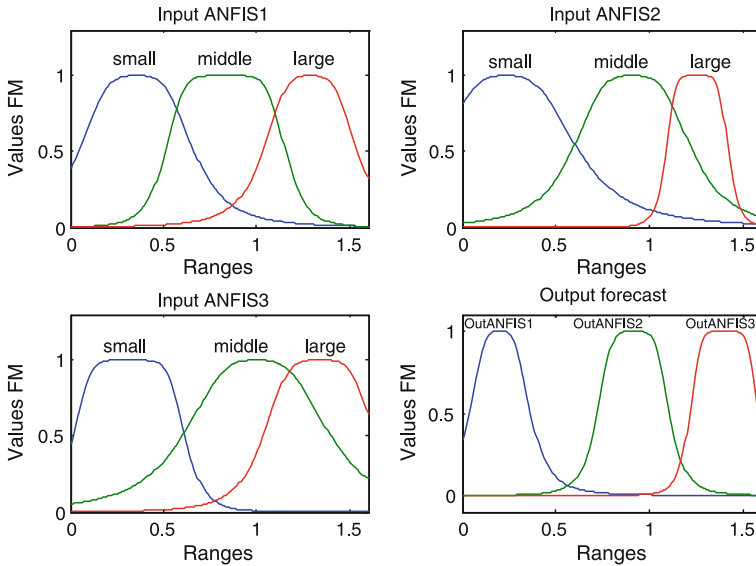 Input ANFIS1
small middle large
Values FM
1
0.5
0
0 0.5 1 1.5
Ranges
Input ANFIS2
small middle large
Values FM
1
0.5
0
0 0.5 1 1.5
Ranges
Input ANFIS3
small middle large
Values FM
1
0.5
0
0 0.5 1 1.5
Ranges
Output forecast
OutANFIS1 OutANFIS2 OutANFIS3
Values FM
1
0.5
0
0 0.5 1 1.5
Ranges